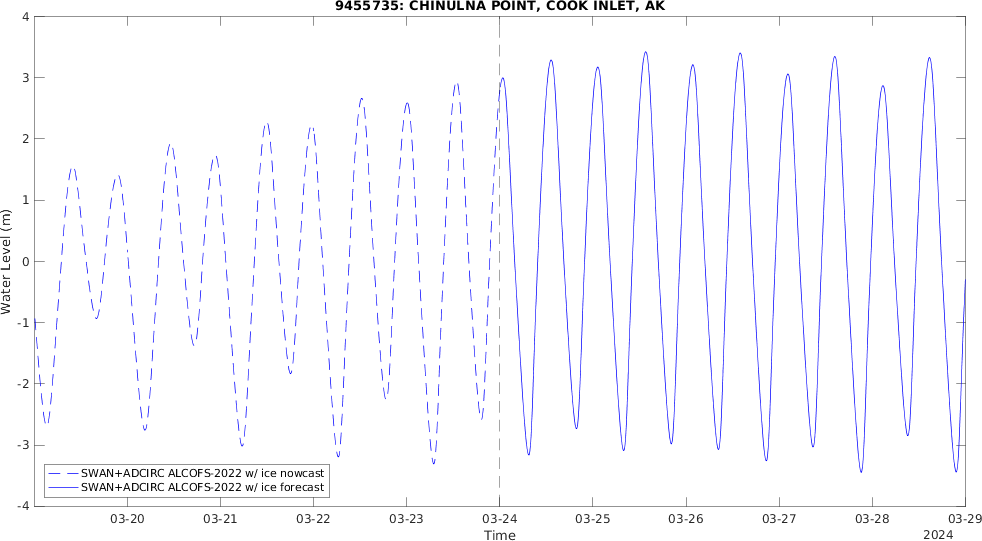 9455735: CHINULNA POINT, COOK INLET, AK
4
3
2
1
0
-1
-2
-3
-4
Water Level (m)
SWAN+ADCIRC ALCOFS-2022 w/ ice nowcast
SWAN+ADCIRC ALCOFS-2022 w/ ice forecast
03-20 03-21 03-22 03-23 03-24 03-25 03-26 03-27 03-28 03-29
Time
2024